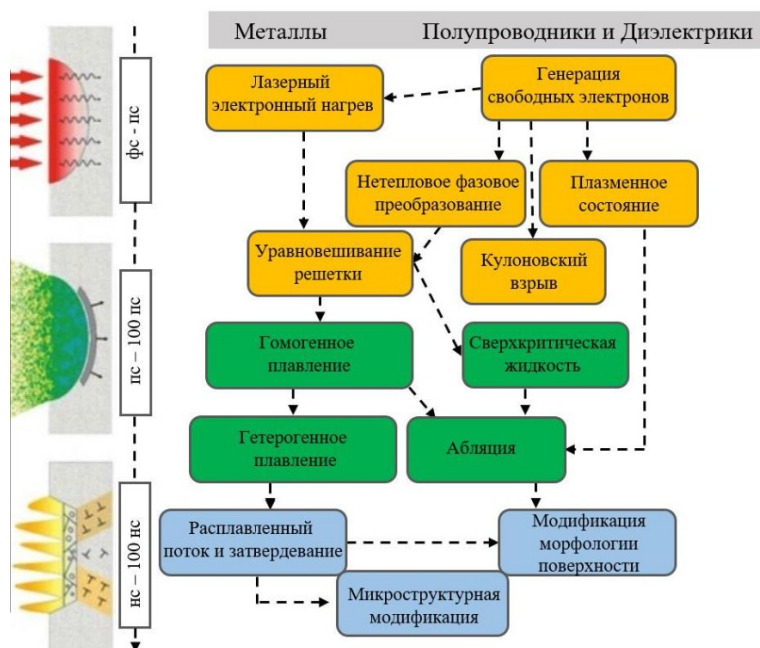 Металлы
Полупроводники и Диэлектрики
Лазерный
электронный нагрев
Генерация
свободных электронов
фс - пс
Нетепловое фазовое
преобразование
Плазменное
состояние
Уравновешивание
решетки
Кулоновский
взрыв
пс – 100 пс
Гомогенное
плавление
Сверхкритическая
жидкость
Гетерогенное
плавление
Абляция
нс – 100 нс
Расплавленный
поток и затвердевание
Модификация
морфологии
поверхности
Микроструктурная
модификация